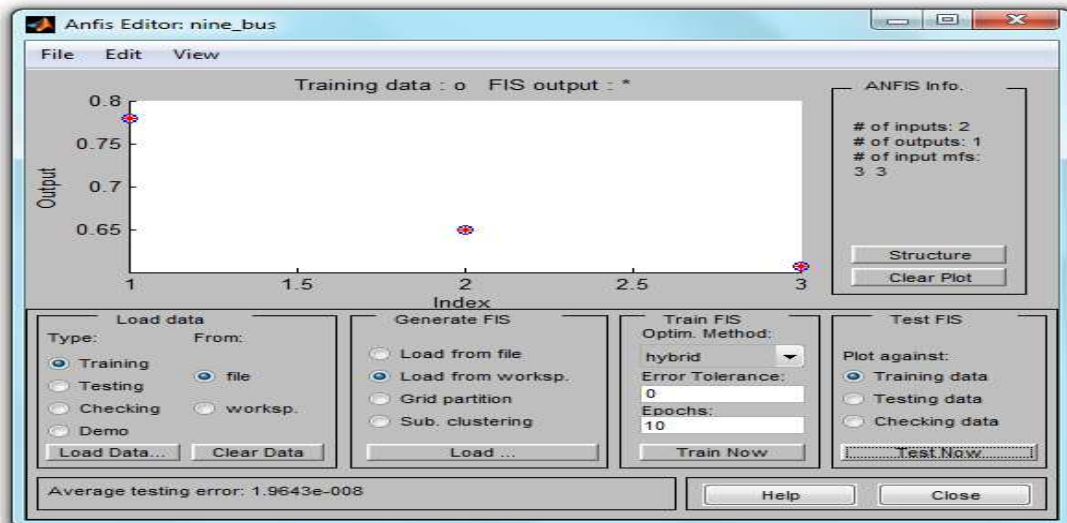 Anfis Editor: nine_bus
File Edit View
Training data : o FIS output : *
0.8
0.75
0.7
0.65
Output
1 1.5 2 2.5 3
Index
ANFIS Info.
# of inputs: 2
# of outputs: 1
# of input mfs:
3 3
Structure
Clear Plot
Load data
Type: From:
Training
file
Testing
Checking
worksp.
Demo
Load Data... Clear Data
Generate FIS
Load from file
Load from worksp.
Grid partition
Sub. clustering
Load ...
Train FIS
Optim. Method:
hybrid
Error Tolerance:
0
Epochs:
10
Train Now
Test FIS
Plot against:
Training data
Testing data
Checking data
Test Now
Average testing error: 1.9643e-008
Help Close